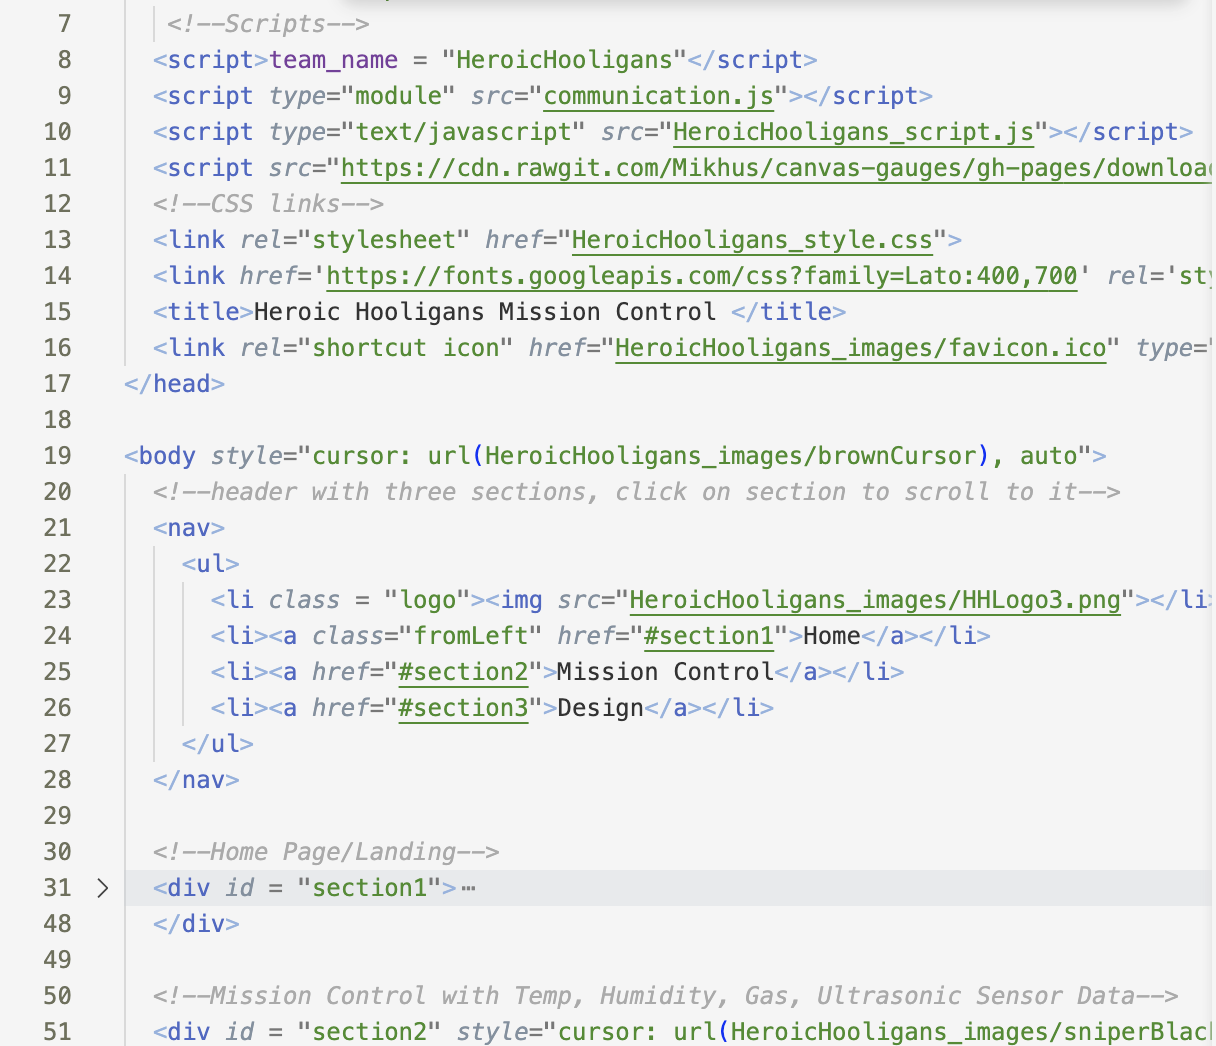 7 <!--Scripts-->
8 <script>team_name = "HeroicHooligans"</script>
9 <script type="module" src="communication.js"></script>
10 <script type="text/javascript" src="HeroicHooligans_script.js"></script>
11 <script src="https://cdn.rawgit.com/Mikhus/canvas-gauges/gh-pages/download
12 <!--CSS links-->
13 <link rel="stylesheet" href="HeroicHooligans_style.css">
14 <link href='https://fonts.googleapis.com/css?family=Lato:400,700' rel='sty
15 <title>Heroic Hooligans Mission Control </title>
16 <link rel="shortcut icon" href="HeroicHooligans_images/favicon.ico" type="
17 </head>
18
19 <body style="cursor: url(HeroicHooligans_images/brownCursor), auto">
20 <!--header with three sections, click on section to scroll to it-->
21 <nav>
22 <ul>
23 <li class = "logo"><img src="HeroicHooligans_images/HHLogo3.png"></li>
24 <li><a class="fromLeft" href="#section1">Home</a></li>
25 <li><a href="#section2">Mission Control</a></li>
26 <li><a href="#section3">Design</a></li>
27 </ul>
28 </nav>
29
30 <!--Home Page/Landing-->
31 <div id = "section1">⋯
48 </div>
49
50 <!--Mission Control with Temp, Humidity, Gas, Ultrasonic Sensor Data-->
51 <div id = "section2" style="cursor: url(HeroicHooligans_images/sniperBlac